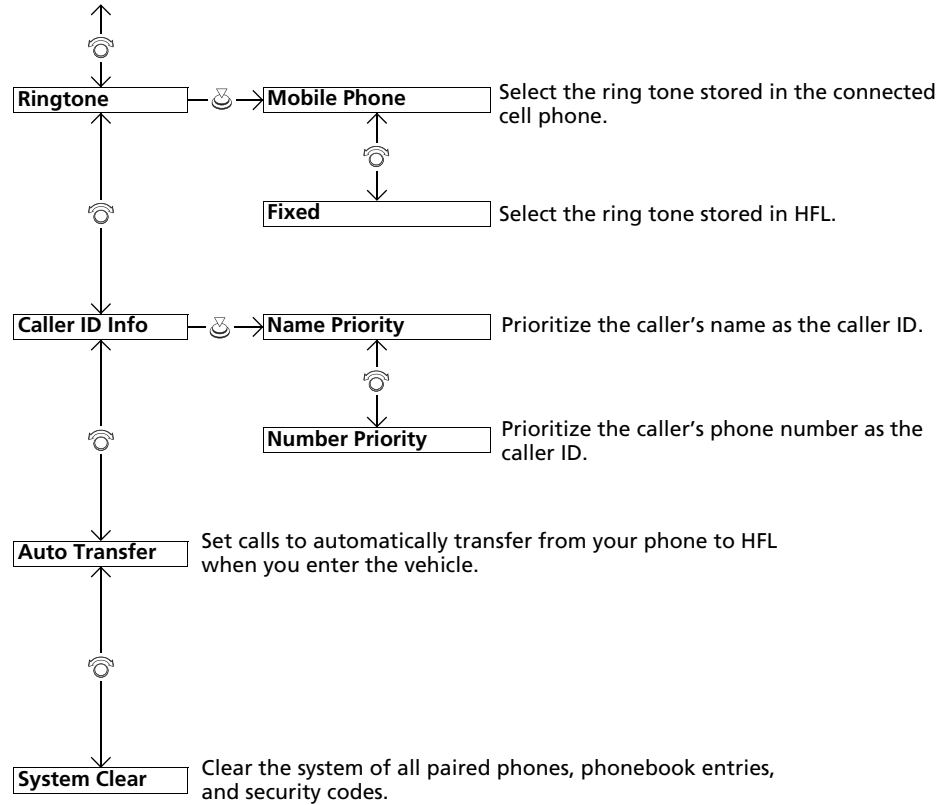 Ringtone
Mobile Phone
Select the ring tone stored in the connected
cell phone.
Fixed
Select the ring tone stored in HFL.
Caller ID Info
Name Priority
Prioritize the caller’s name as the caller ID.
Number Priority
Prioritize the caller’s phone number as the
caller ID.
Auto Transfer
Set calls to automatically transfer from your phone to HFL
when you enter the vehicle.
System Clear
Clear the system of all paired phones, phonebook entries,
and security codes.